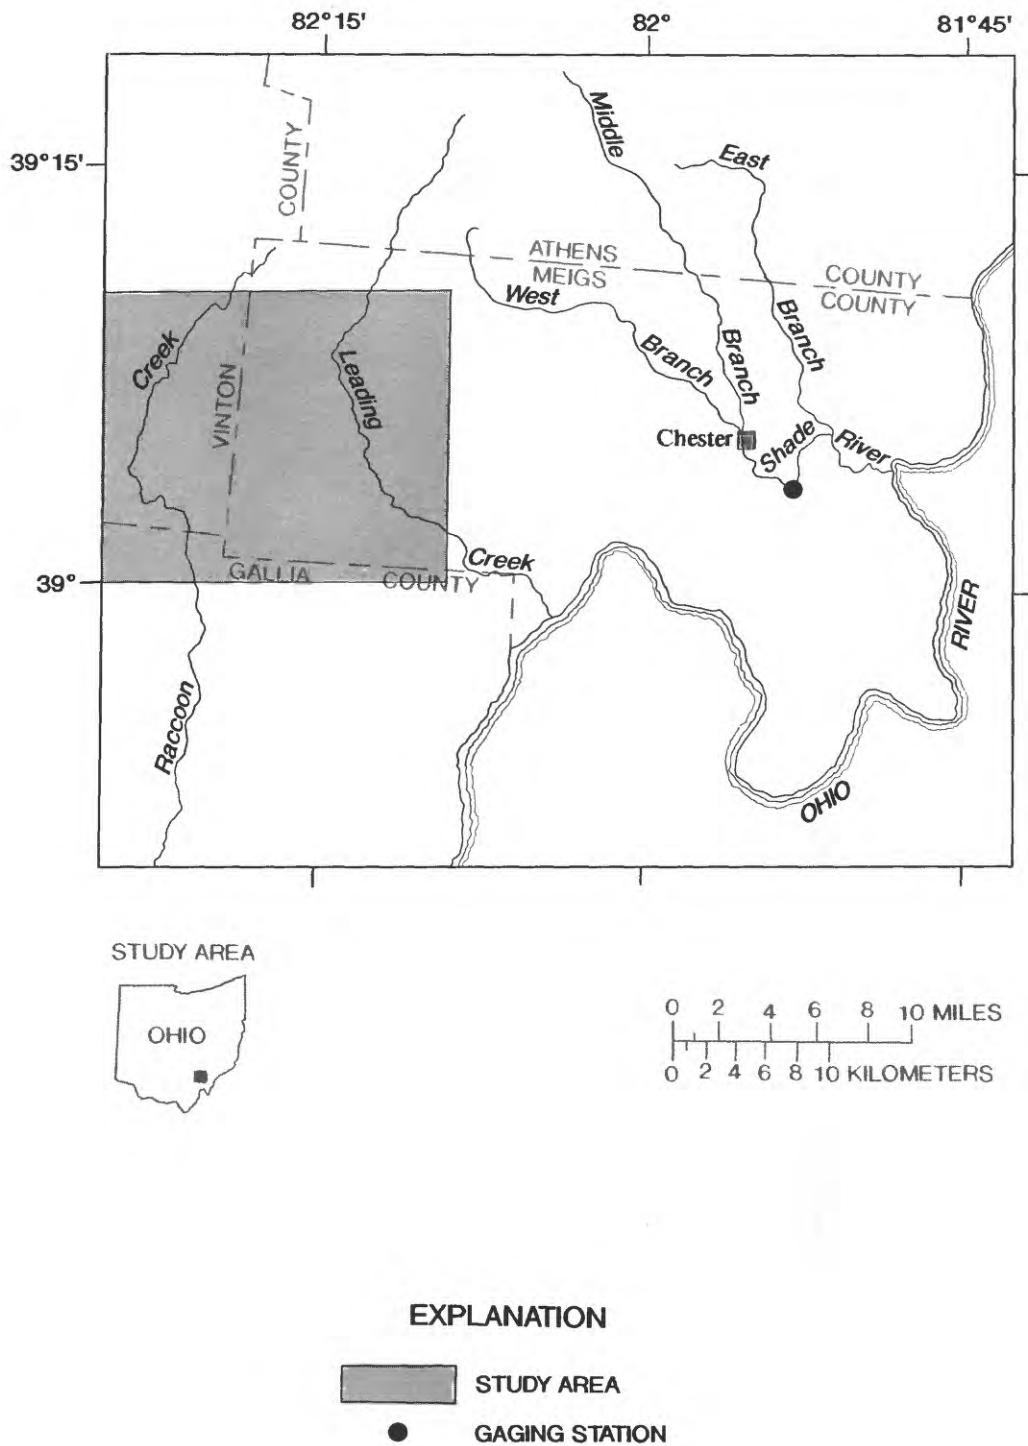 82°15'
82°
81°45'
39°15'
39°
COUNTY
VINTON
ATHENS
MEIGS
COUNTY
COUNTY
GALLIA
COUNTY
Middle
Branch
East
Branch
West
Branch
Creek
Raccoon
Leading
Creek
Chester
Shade
River
RIVER
OHIO
STUDY AREA
OHIO
0 2 4 6 8 10 MILES
0 2 4 6 8 10 KILOMETERS
EXPLANATION
STUDY AREA
GAGING STATION